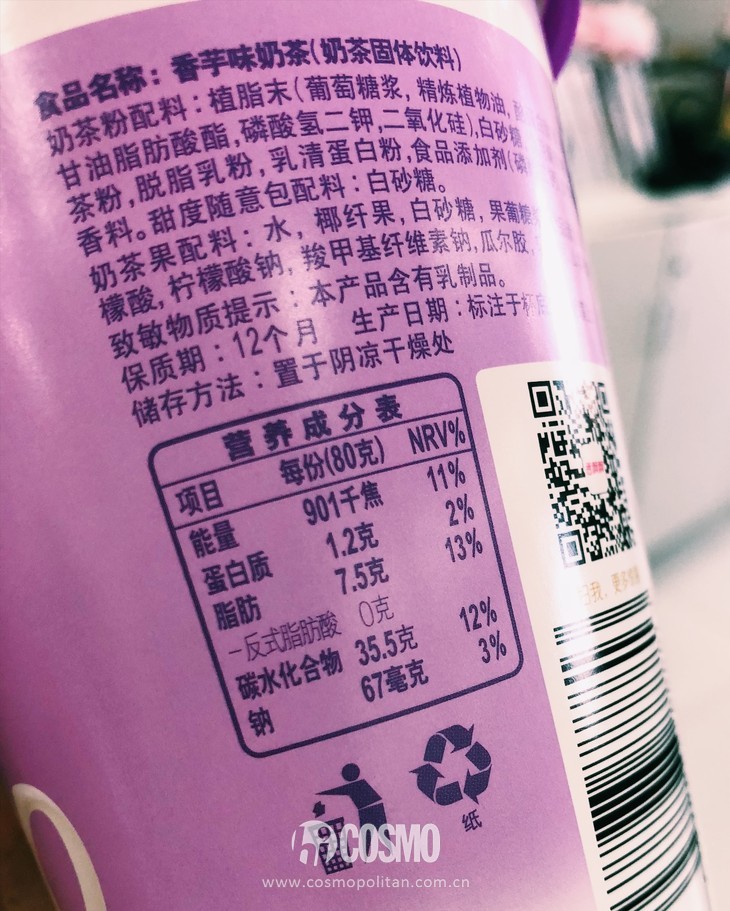 食品名称：香芋味奶茶(奶茶固体饮料)
奶茶粉配料：植脂末(葡萄糖浆, 精炼植物油,
甘油脂肪酸酯,磷酸氢二钾,二氧化硅),白砂糖
茶粉,脱脂乳粉,乳清蛋白粉,食品添加剂(
香料。甜度随意包配料：白砂糖。
奶茶果配料：水, 椰纤果,白砂糖, 果葡糖
檬酸,柠檬酸钠,羧甲基纤维素钠,瓜尔胶,
致敏物质提示：本产品含有乳制品。
保质期：12个月 生产日期：标注于杯
储存方法：置于阴凉干燥处
营养成分表
项目 每份(80克) NRV%
能量 901千焦 11%
蛋白质 1.2克 2%
脂肪 7.5克 13%
-反式脂肪酸 0克
碳水化合物 35.5克 12%
钠 67毫克 3%
我，更多
纸
COSMO
www.cosmopolitan.com.cn